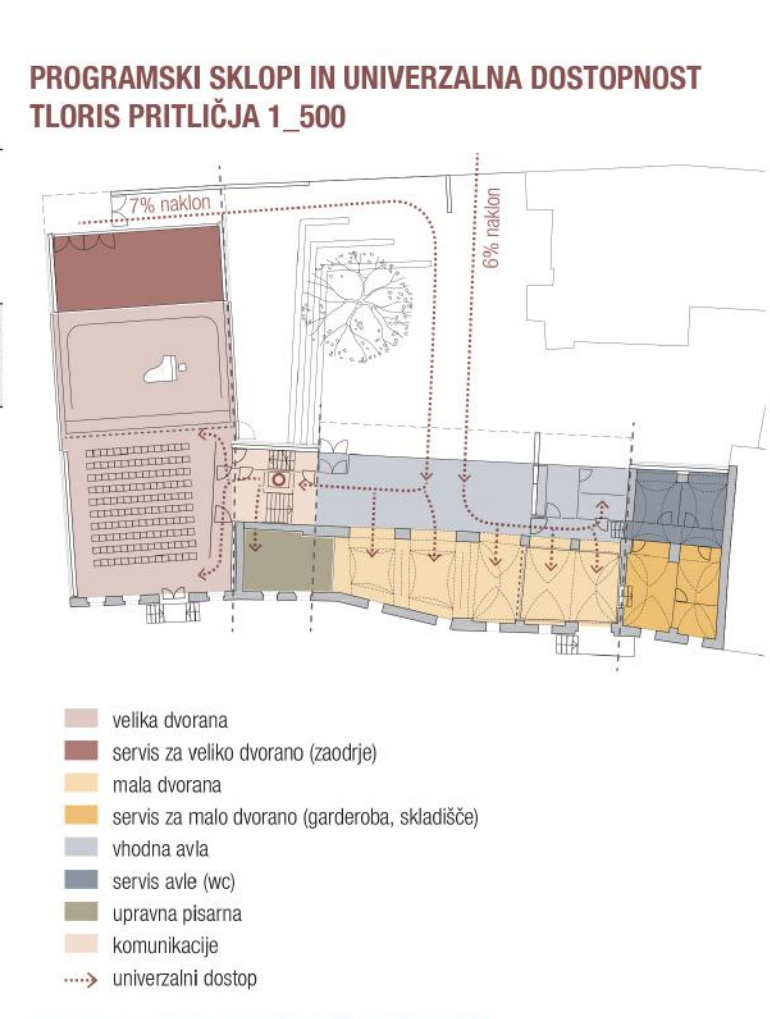 PROGRAMSKI SKLOPI IN UNIVERZALNA DOSTOPNOST
TLORIS PRITLIČJA 1_500
7% naklon
6% naklon
velika dvorana
servis za veliko dvorano (zaodrje)
mala dvorana
servis za malo dvorano (garderoba, skladišče)
vhodna avla
servis avle (wc)
upravna pisarna
komunikacije
univerzalni dostop